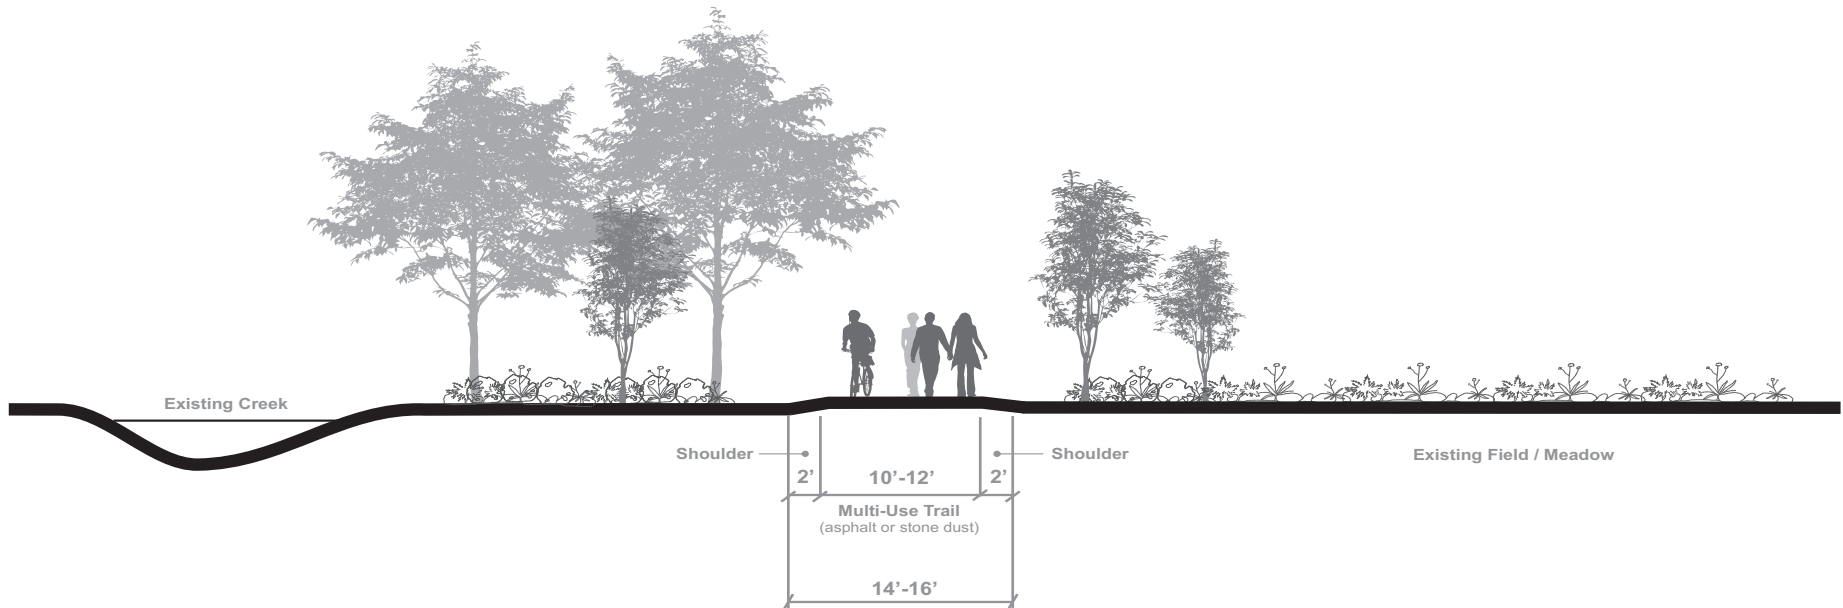 Existing Creek
Shoulder
Shoulder
Existing Field / Meadow
2’
10’-12’
2’
Multi-Use Trail
(asphalt or stone dust)
14’-16’